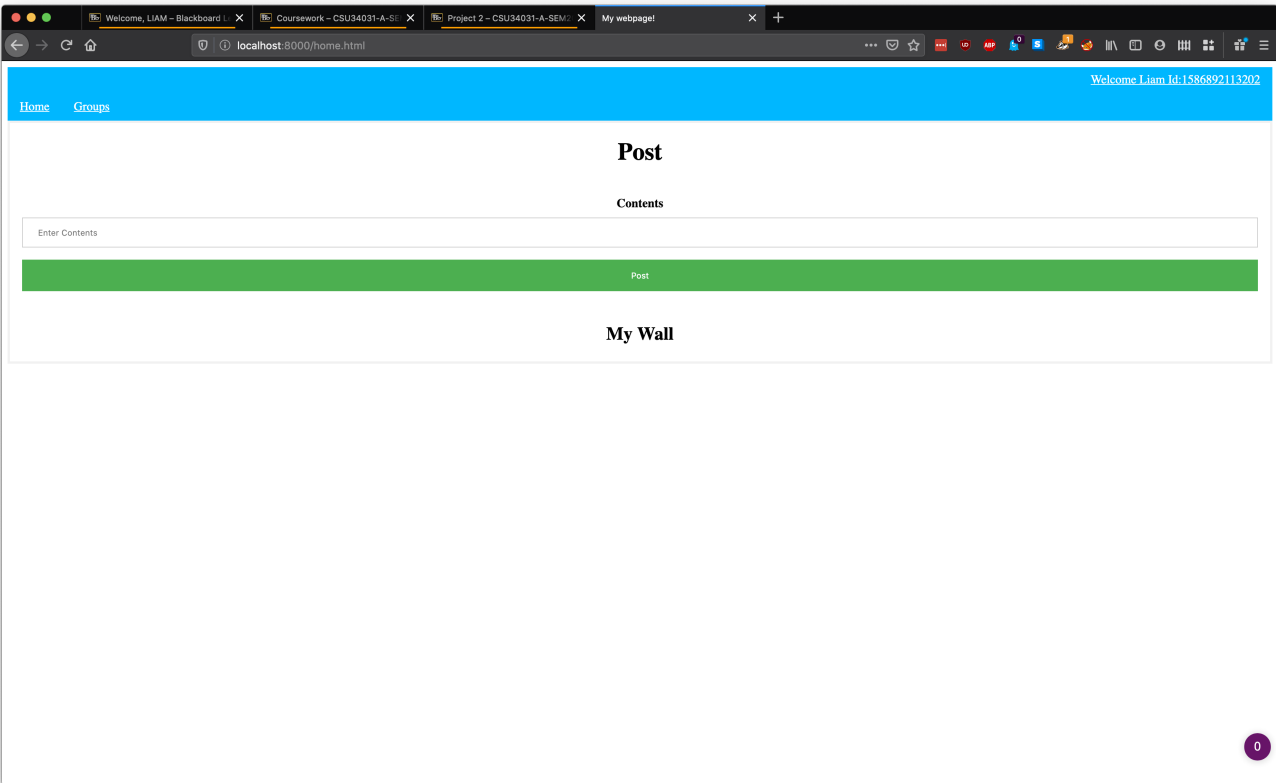 Welcome, LIAM – Blackboard L
Coursework – CSU34031-A-SE
Project 2 – CSU34031-A-SEM2
My webpage!
localhost:8000/home.html
Welcome Liam Id:1586892113202
Home Groups
Post
Contents
Enter Contents
Post
My Wall
0